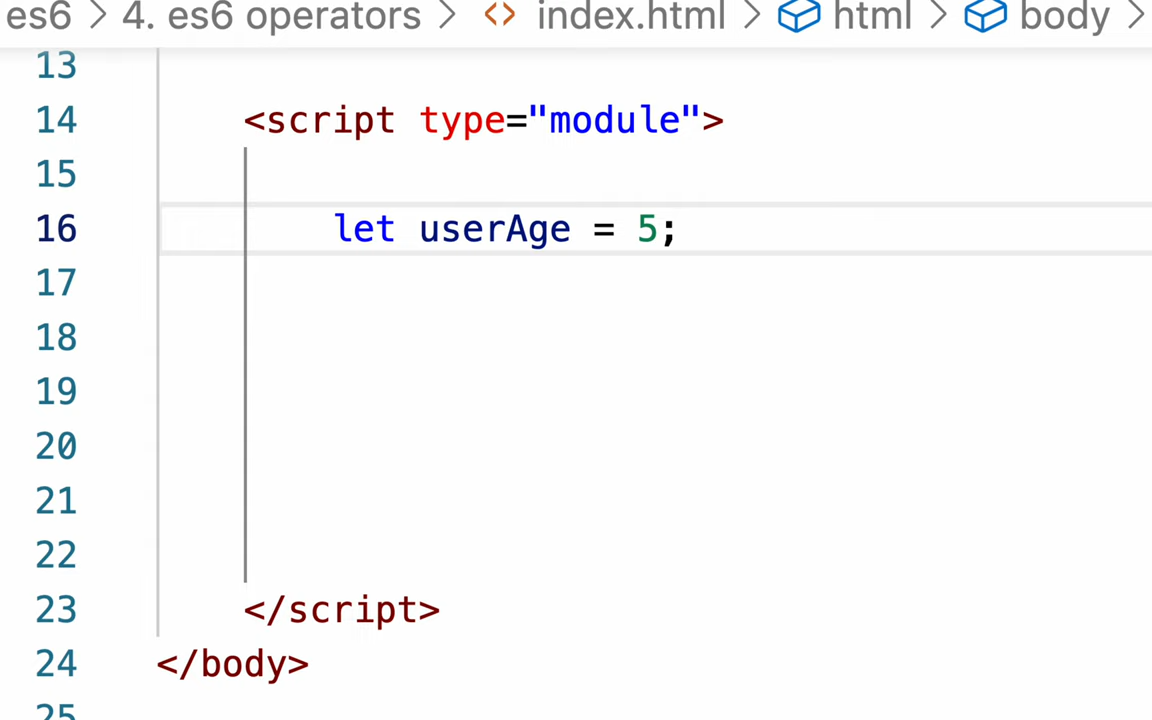 es6 > 4. es6 operators > <> index.html > html > body >
13
14 <script type="module">
15
16 let userAge = 5;
17
18
19
20
21
22
23 </script>
24 </body>
25